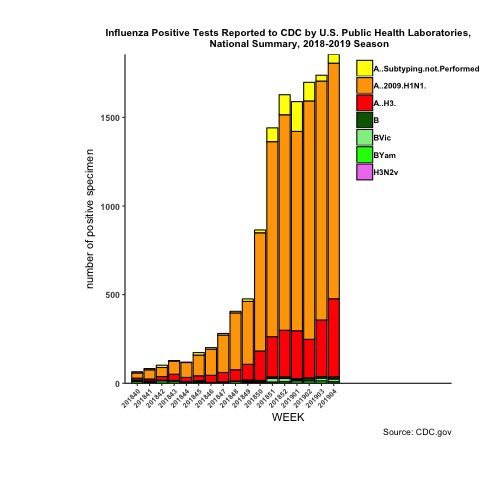 Influenza Positive Tests Reported to CDC by U.S. Public Health Laboratories,
National Summary, 2018-2019 Season
A..Subtyping.not.Performed
A..2009.H1N1.
A..H3.
B
BVic
BYam
H3N2v
number of positive specimen
1500
1000
500
0
201840
201841
201842
201843
201844
201845
201846
201847
201848
201849
201850
201851
201852
201901
201902
201903
201904
WEEK
Source: CDC.gov